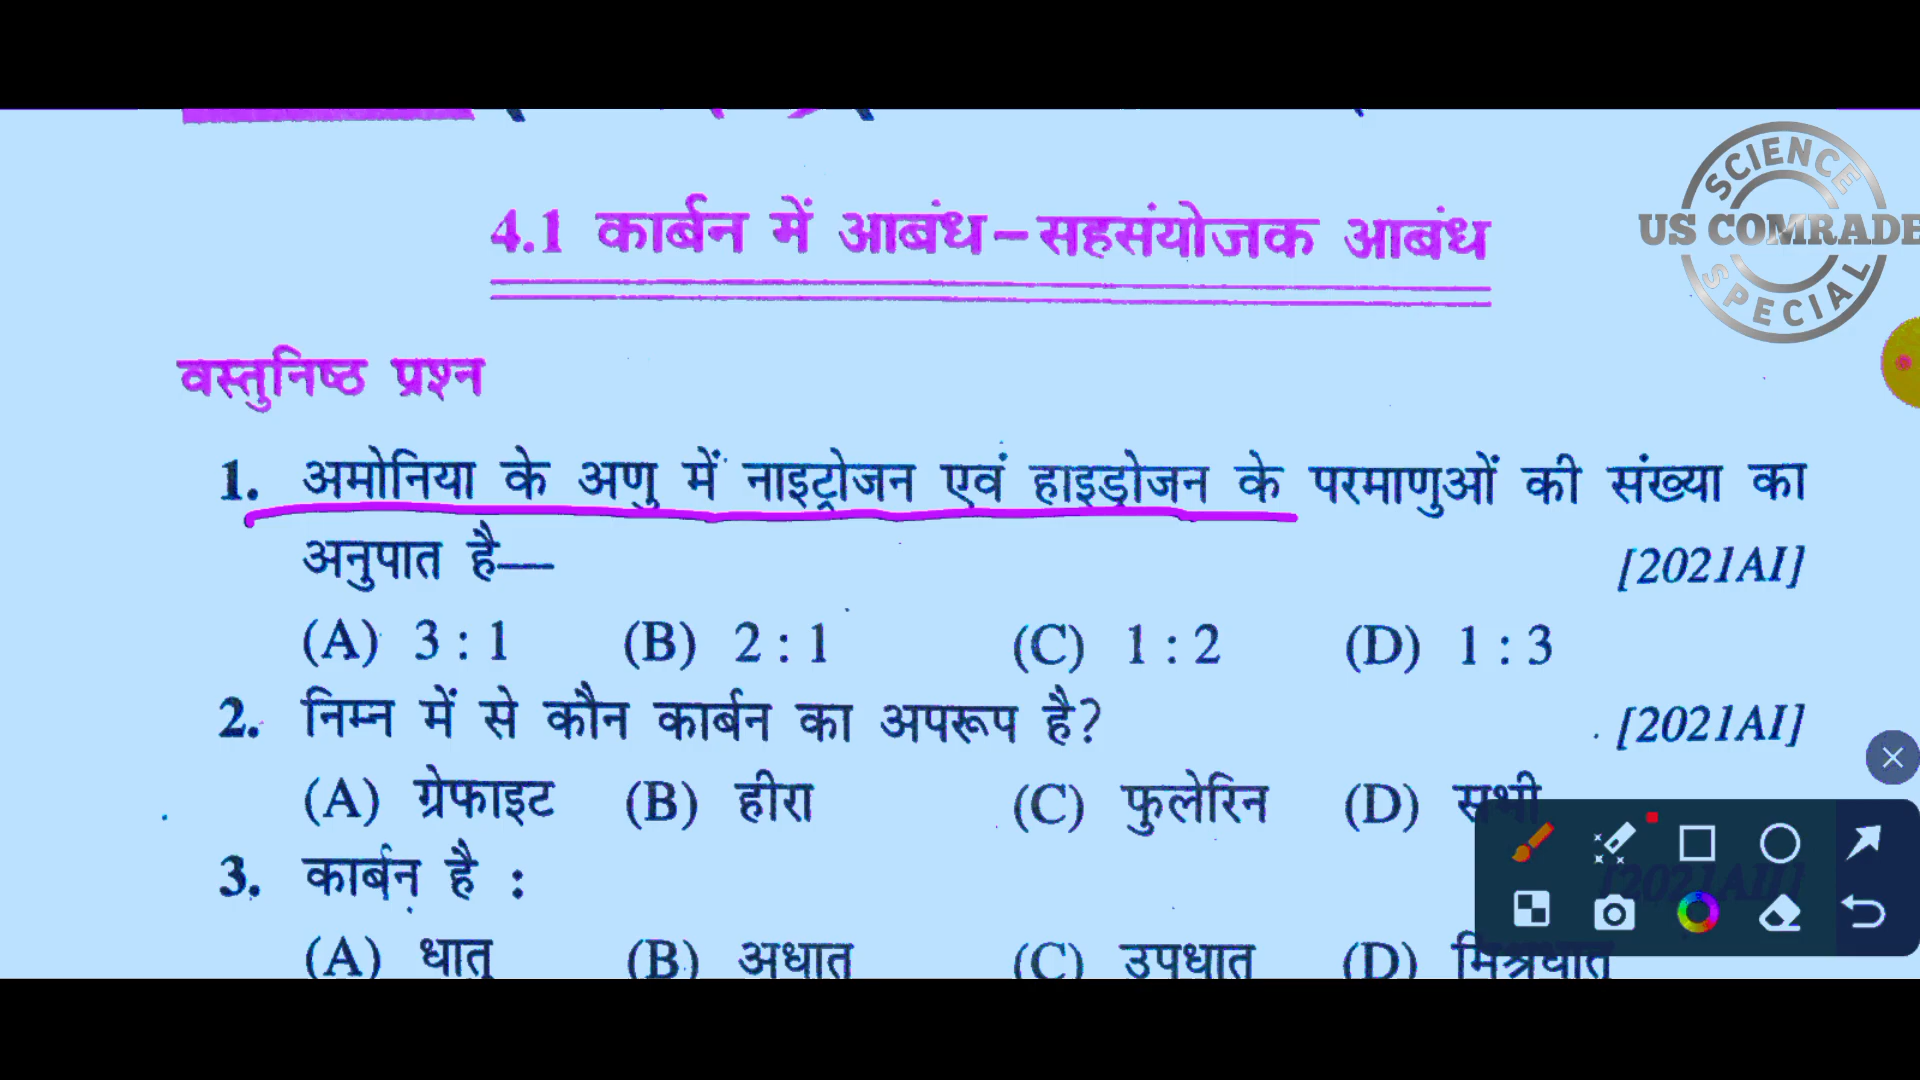 SCIENCE
US COMRADE
SPECIAL
4.1 कार्बन में आबंध–सहसंयोजक आबंध
वस्तुनिष्ठ प्रश्न
1. अमोनिया के अणु में नाइट्रोजन एवं हाइड्रोजन के परमाणुओं की संख्या का
अनुपात है— [2021AI]
(A) 3 : 1 (B) 2 : 1 (C) 1 : 2 (D) 1 : 3
2. निम्न में से कौन कार्बन का अपरूप है? [2021AI]
(A) ग्रेफाइट (B) हीरा (C) फुलेरिन (D) सभी
3. कार्बन है : [2021AII]
(A) धातु (B) अधातु (C) उपधातु (D) मिश्रधातु